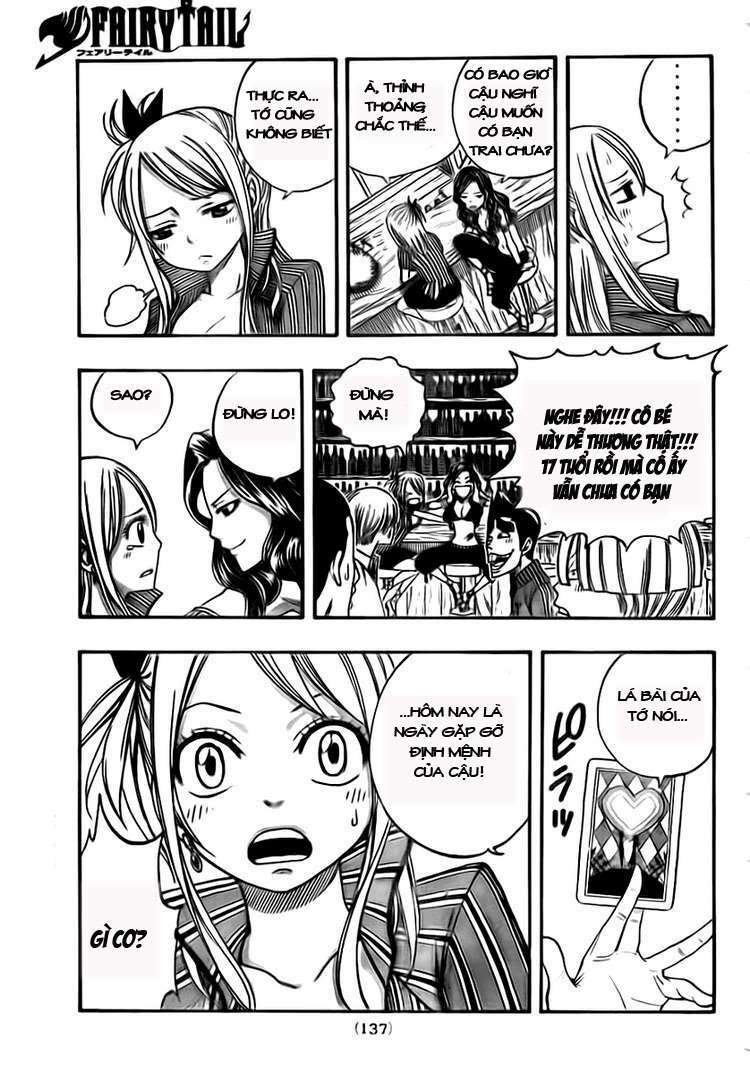 FAIRY TAIL
フェアリーテイル
.......
CÓ BAO GIỜ
CẬU NGHĨ
CẬU MUỐN
CÓ BẠN
TRAI CHƯA?
À, THỈNH
THOẢNG
CHẮC THẾ...
THỰC RA...
TỚ CŨNG
KHÔNG BIẾT
NGHE ĐÂY!!! CÔ BÉ
NÀY DỄ THƯƠNG THẬT!!!
17 TUỔI RỒI MÀ CÔ ẤY
VẪN CHƯA CÓ BẠN
ĐỪNG
MÀ!
ĐỪNG LO!
SAO?
LÁ BÀI CỦA
TỚ NÓI...
ピラッ
...HÔM NAY LÀ
NGÀY GẶP GỠ
ĐỊNH MỆNH
CỦA CẬU!
GÌ CƠ?
(137)